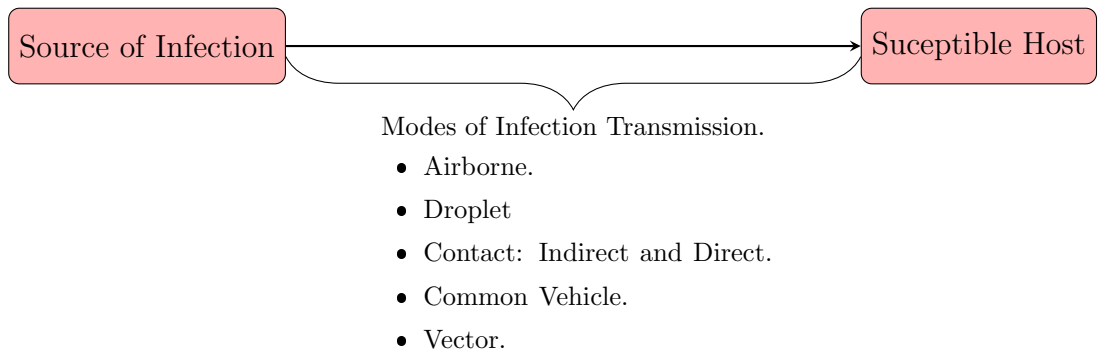 Source of Infection
Suceptible Host
Modes of Infection Transmission.
• Airborne.
• Droplet
• Contact: Indirect and Direct.
• Common Vehicle.
• Vector.